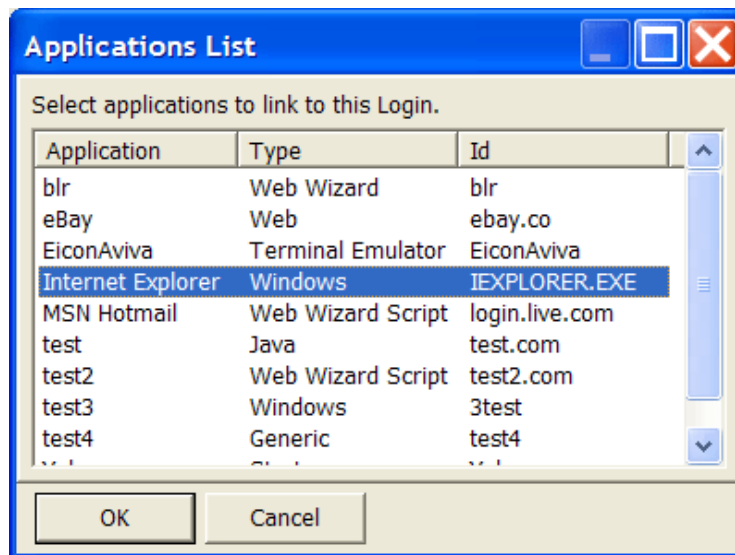 Applications List
Select applications to link to this Login.
Application Type Id
blr Web Wizard blr
eBay Web ebay.co
EiconAviva Terminal Emulator EiconAviva
Internet Explorer Windows IEXPLORER.EXE
MSN Hotmail Web Wizard Script login.live.com
test Java test.com
test2 Web Wizard Script test2.com
test3 Windows 3test
test4 Generic test4
OK Cancel